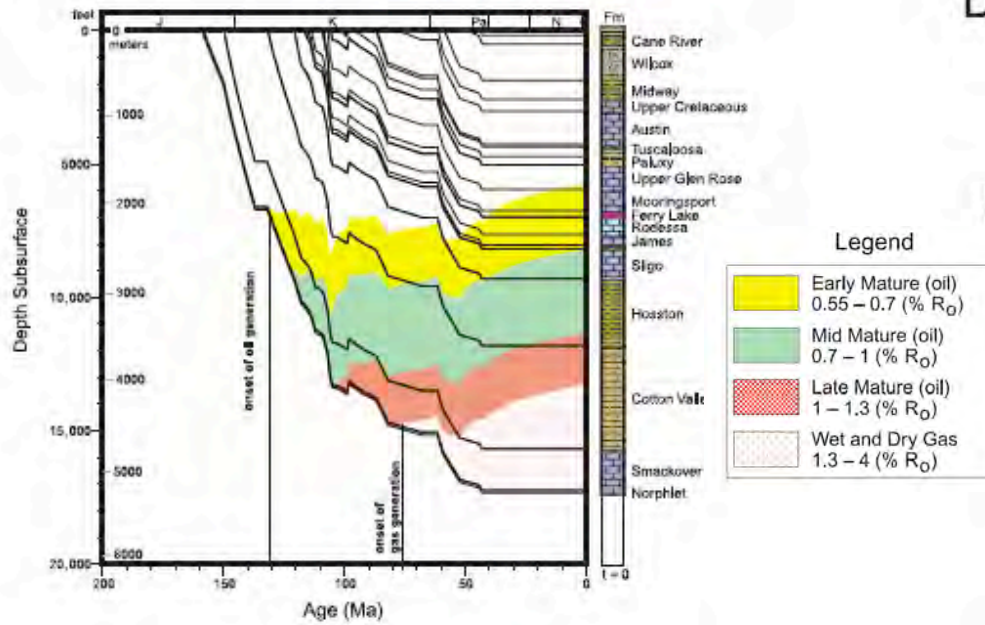 D
feet
J
K
Pa
N
Fm
0
0
meters
Cane River
Wilcox
Midway
Upper Cretaceous
1000
Austin
Tuscaloosa
5000
Paluxy
Upper Glen Rose
2000
Mooringsport
Ferry Lake
Rodessa
James
Sligo
10,000
3000
Hosston
4000
Cotton Valle
15,000
5000
Smackover
Norphlet
6000
20,000
t = 0
200
150
100
50
0
Depth Subsurface
Age (Ma)
onset of oil generation
onset of
gas generation
Legend
Early Mature (oil)
0.55 – 0.7 (% Ro)
Mid Mature (oil)
0.7 – 1 (% Ro)
Late Mature (oil)
1 – 1.3 (% Ro)
Wet and Dry Gas
1.3 – 4 (% Ro)